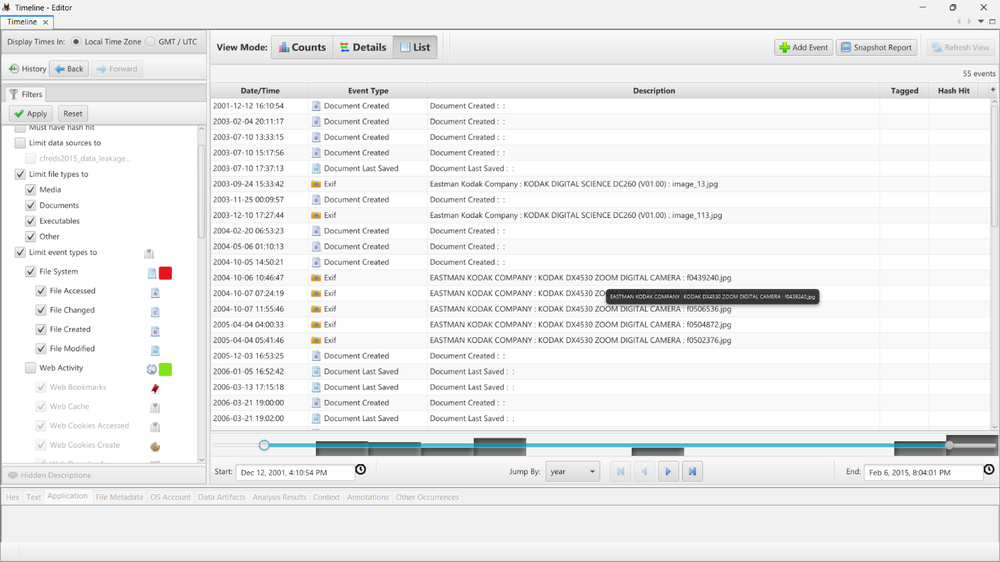 Timeline - Editor
Timeline
Display Times In: Local Time Zone GMT / UTC
History Back Forward
Filters
Apply Reset
Must have hash hit
Limit data sources to
cfreds2015_data_leakage...
Limit file types to
Media
Documents
Executables
Other
Limit event types to
File System
File Accessed
File Changed
File Created
File Modified
Web Activity
Web Bookmarks
Web Cache
Web Cookies Accessed
Web Cookies Create
Hidden Descriptions
View Mode: Counts Details List
Add Event Snapshot Report Refresh View
55 events
Date/Time Event Type Description Tagged Hash Hit +
2001-12-12 16:10:54 Document Created Document Created : :
2003-02-04 20:11:17 Document Created Document Created : :
2003-07-10 13:33:15 Document Created Document Created : :
2003-07-10 15:17:56 Document Created Document Created : :
2003-07-10 17:37:13 Document Last Saved Document Last Saved : :
2003-09-24 15:33:42 Exif Eastman Kodak Company : KODAK DIGITAL SCIENCE DC260 (V01.00) : image_13.jpg
2003-11-25 00:09:57 Document Created Document Created : :
2003-12-10 17:27:44 Exif Eastman Kodak Company : KODAK DIGITAL SCIENCE DC260 (V01.00) : image_113.jpg
2004-02-20 06:53:23 Document Created Document Created : :
2004-05-06 01:10:13 Document Created Document Created : :
2004-10-05 14:50:21 Document Created Document Created : :
2004-10-06 10:46:47 Exif EASTMAN KODAK COMPANY : KODAK DX4530 ZOOM DIGITAL CAMERA : f0439240.jpg
2004-10-07 07:24:19 Exif EASTMAN KODAK COMPANY : KODAK DX4530 ZOO
EASTMAN KODAK COMPANY : KODAK DX4530 ZOOM DIGITAL CAMERA : f0439240.jpg
2004-10-07 11:55:46 Exif EASTMAN KODAK COMPANY : KODAK DX4530 ZOOM DIGITAL CAMERA : f0506536.jpg
2005-04-04 04:00:33 Exif EASTMAN KODAK COMPANY : KODAK DX4530 ZOOM DIGITAL CAMERA : f0504872.jpg
2005-04-04 05:41:46 Exif EASTMAN KODAK COMPANY : KODAK DX4530 ZOOM DIGITAL CAMERA : f0502376.jpg
2005-12-03 16:53:25 Document Created Document Created : :
2006-01-05 16:52:42 Document Last Saved Document Last Saved : :
2006-03-13 17:15:18 Document Last Saved Document Last Saved : :
2006-03-21 19:00:00 Document Created Document Created : :
2006-03-21 19:02:00 Document Last Saved Document Last Saved : :
Start: Dec 12, 2001, 4:10:54 PM Jump By: year End: Feb 6, 2015, 8:04:01 PM
Hex Text Application File Metadata OS Account Data Artifacts Analysis Results Context Annotations Other Occurrences